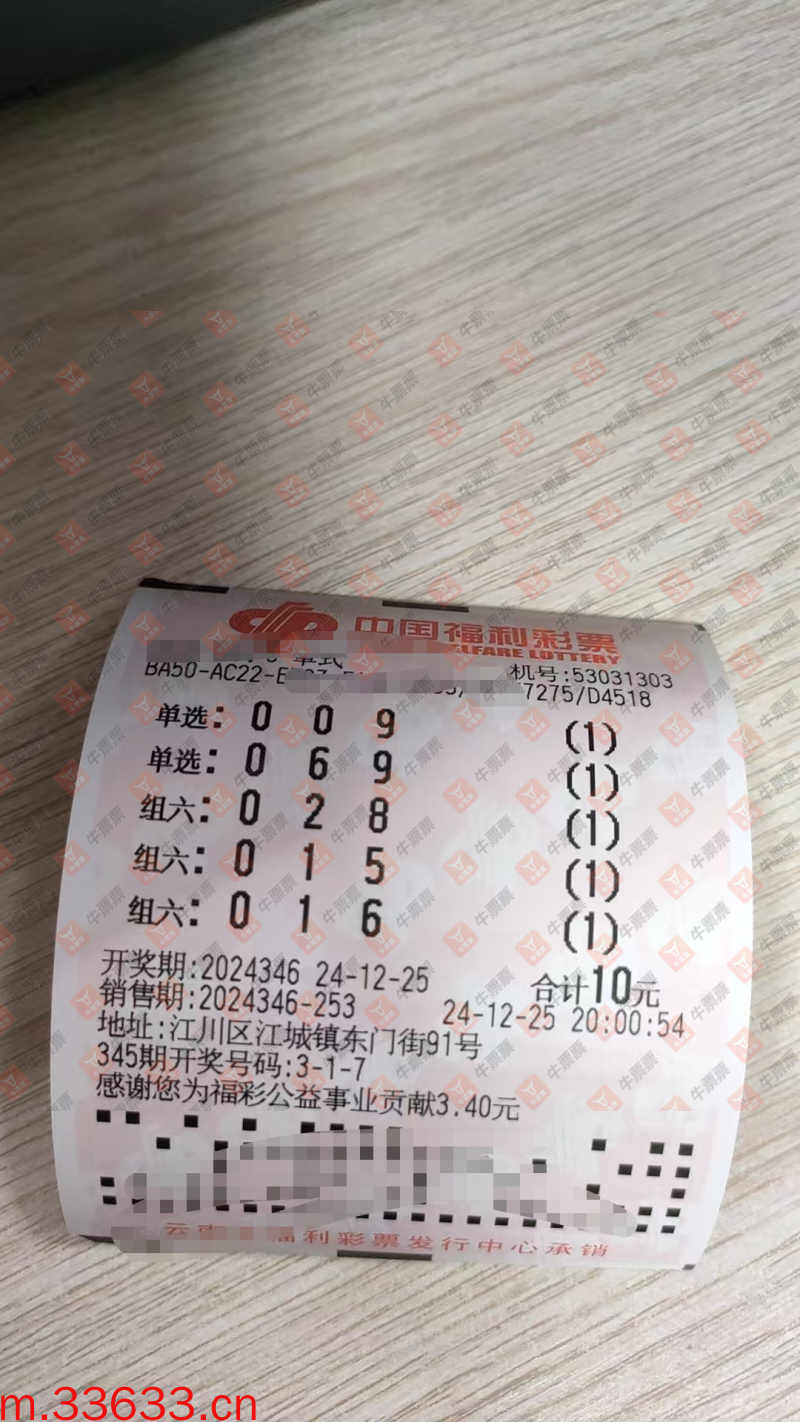 中国福利彩票
LFARE LOTTERY
单式
机号:53031303
BA50-AC22-E
7275/D4518
单选: 0 0 9 (1)
单选: 0 6 9 (1)
组六: 0 2 8 (1)
组六: 0 1 5 (1)
组六: 0 1 6 (1)
开奖期:2024346 24-12-25 合计10元
销售期:2024346-253 24-12-25 20:00:54
地址:江川区江城镇东门街91号
345期开奖号码:3-1-7
感谢您为福彩公益事业贡献3.40元
福利彩票发行中心承销
牛票票
m.33633.cn